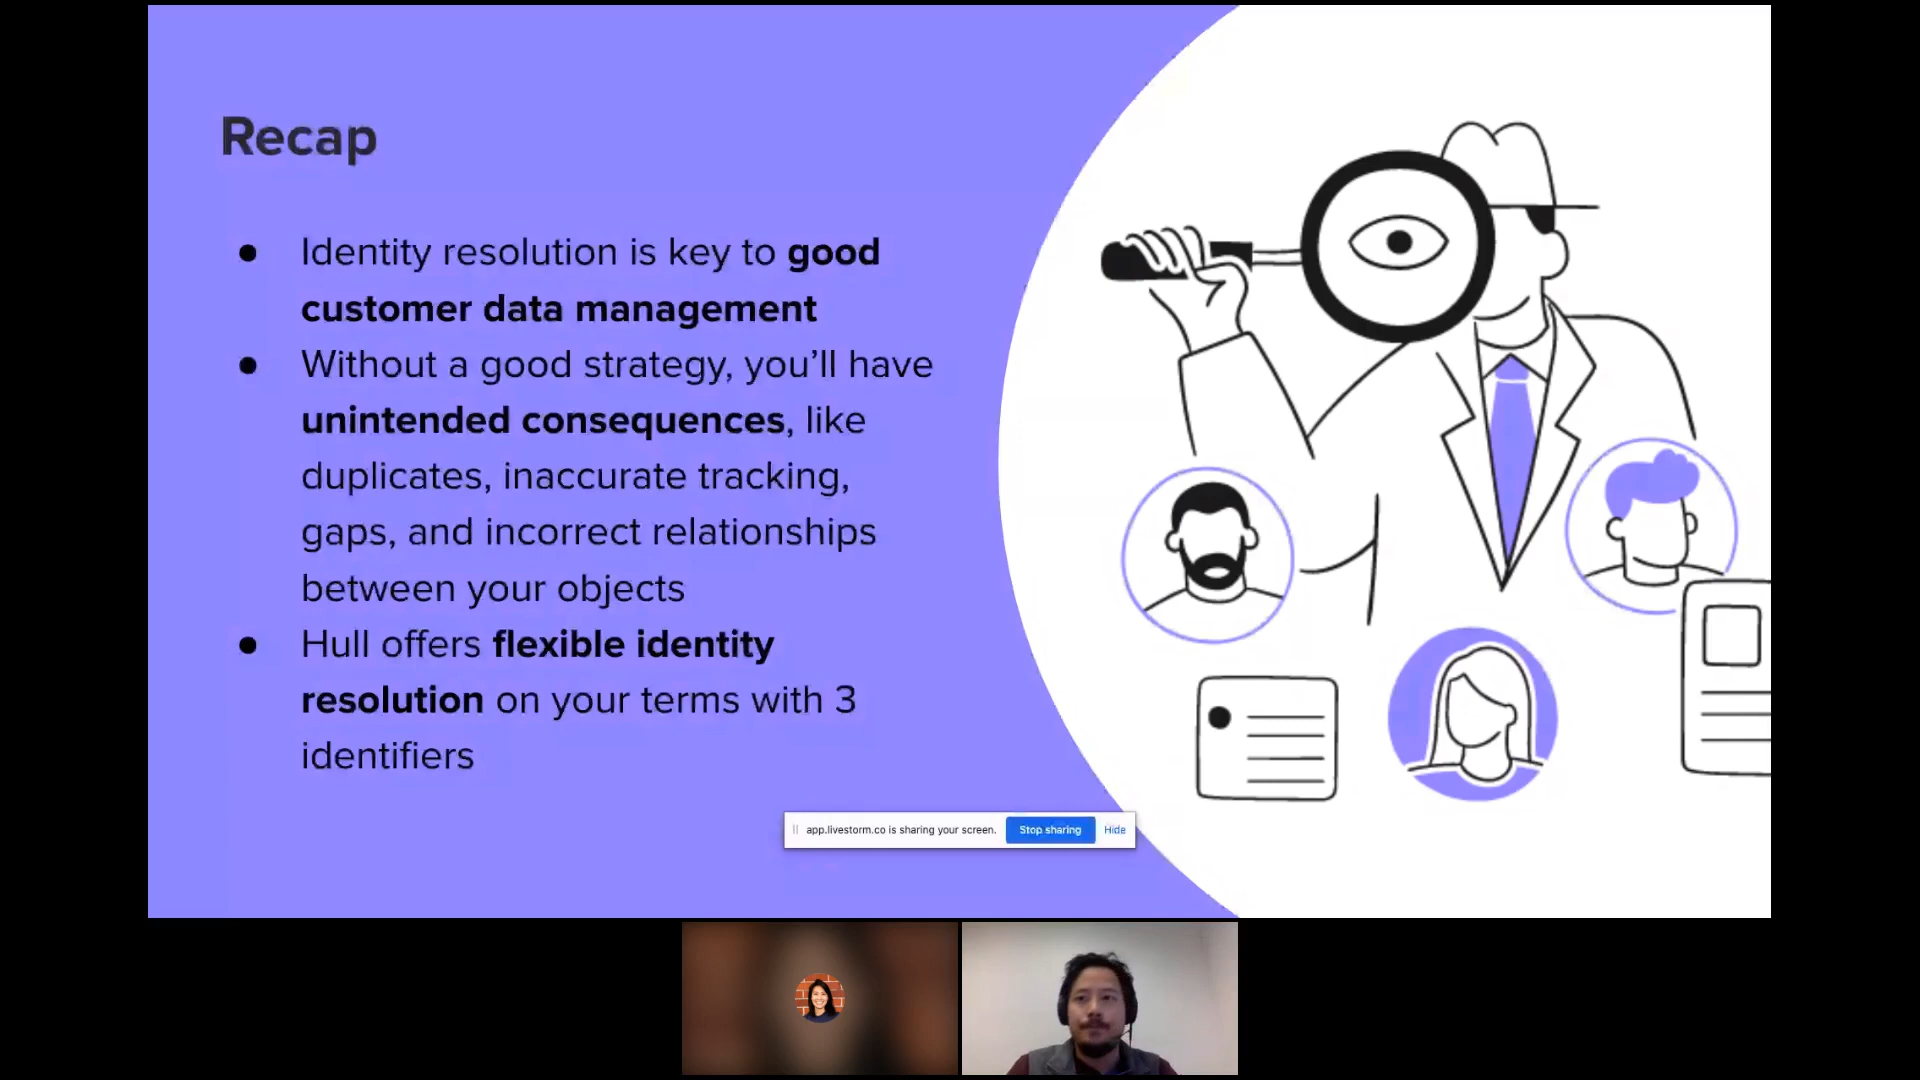 Recap
● Identity resolution is key to good
customer data management
● Without a good strategy, you’ll have
unintended consequences, like
duplicates, inaccurate tracking,
gaps, and incorrect relationships
between your objects
● Hull offers flexible identity
resolution on your terms with 3
identifiers
app.livestorm.co is sharing your screen. Stop sharing Hide